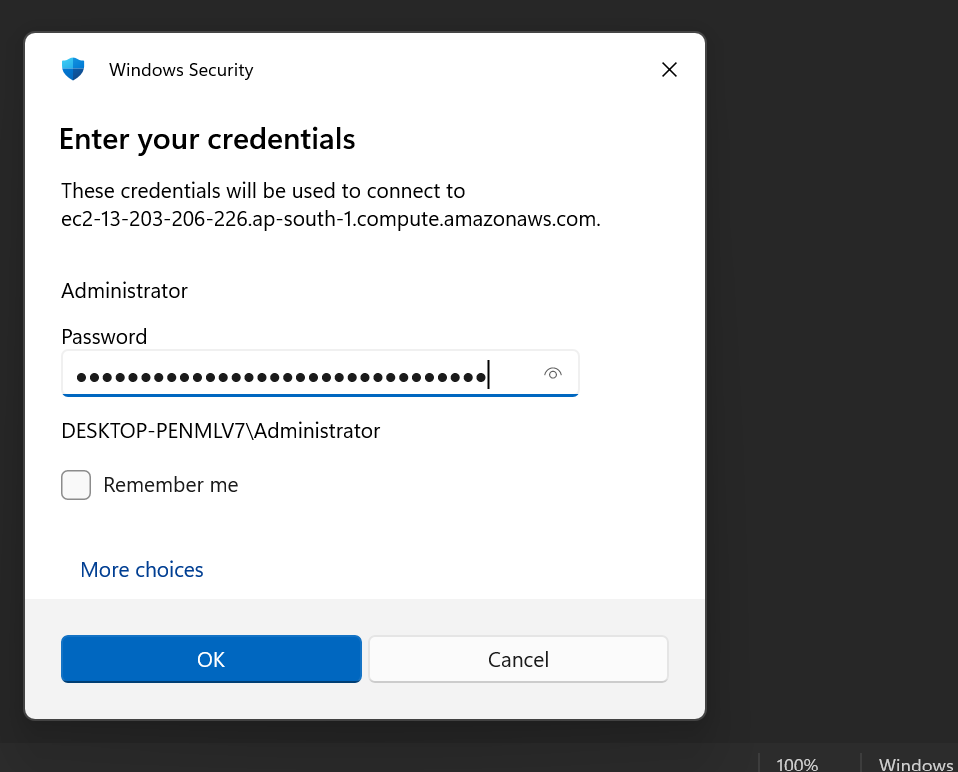 Windows Security
Enter your credentials
These credentials will be used to connect to
ec2-13-203-206-226.ap-south-1.compute.amazonaws.com.
Administrator
Password
●●●●●●●●●●●●●●●●●●●●●●●●●●●●●●●●
DESKTOP-PENMLV7\Administrator
Remember me
More choices
OK
Cancel
100%
Windows